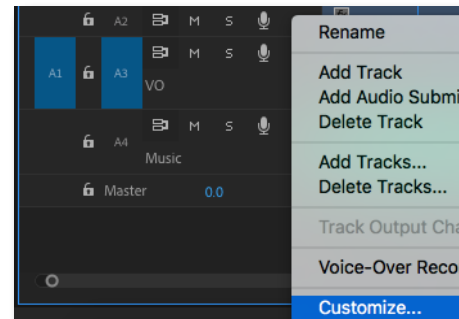 A2 M S
Rename
A1 A3 M S
VO
Add Track
Add Audio Submi
Delete Track
A4 M S
Music
Add Tracks...
Delete Tracks...
Master 0.0
Track Output Cha
Voice-Over Reco
Customize...